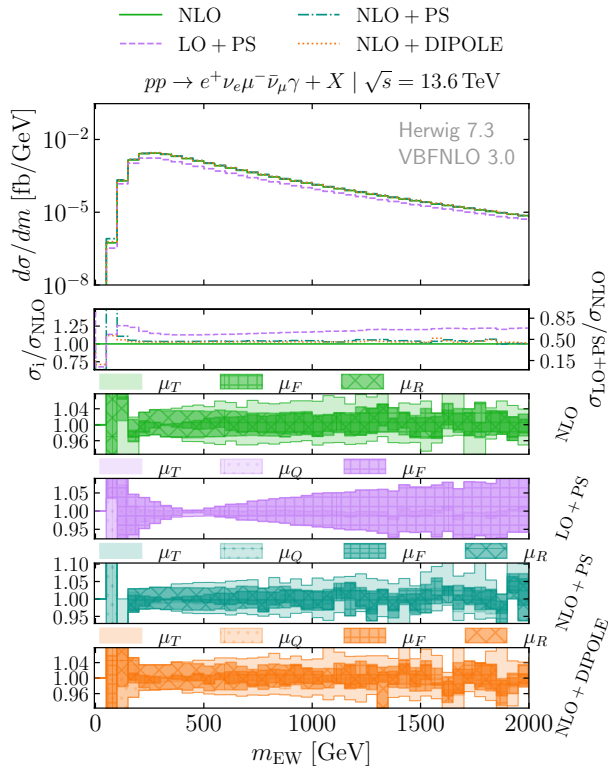 NLO
NLO + PS
LO + PS
NLO + DIPOLE
pp → e⁺ν_eμ⁻ν̄_μγ + X | √s = 13.6 TeV
Herwig 7.3
VBFNLO 3.0
dσ/dm [fb/GeV]
10⁻²
10⁻⁵
10⁻⁸
σ_i/σ_NLO
1.25
1.00
0.75
0.85
0.50
0.15
σ_LO+PS/σ_NLO
μ_T μ_F μ_R
1.04
1.00
0.96
NLO
μ_T μ_Q μ_F
1.05
1.00
0.95
LO + PS
μ_T μ_Q μ_F μ_R
1.10
1.05
1.00
0.95
NLO + PS
μ_T μ_Q μ_F μ_R
1.04
1.00
0.96
NLO + DIPOLE
0 500 1000 1500 2000
m_EW [GeV]